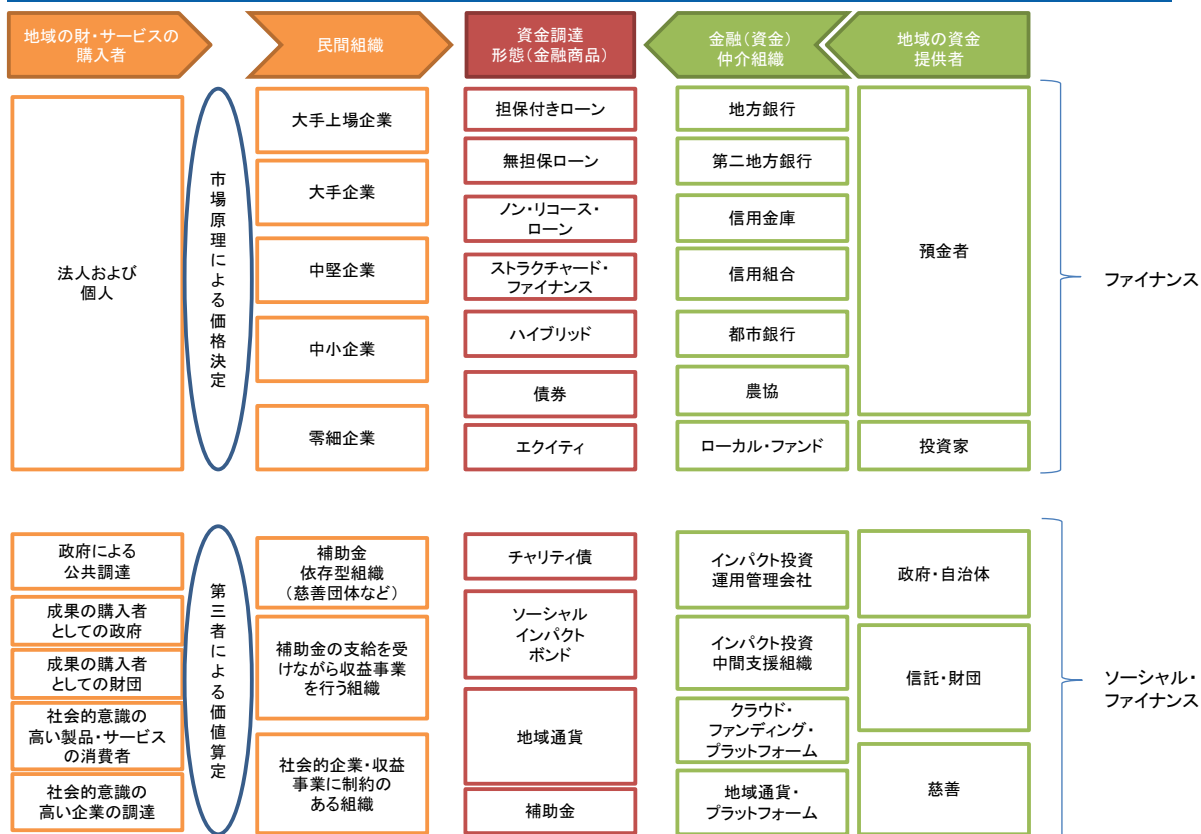 地域の財・サービスの
購入者
民間組織
資金調達
形態(金融商品)
金融(資金)
仲介組織
地域の資金
提供者
法人および
個人
市場原理による価格決定
大手上場企業
大手企業
中堅企業
中小企業
零細企業
担保付きローン
無担保ローン
ノン・リコース・
ローン
ストラクチャード・
ファイナンス
ハイブリッド
債券
エクイティ
地方銀行
第二地方銀行
信用金庫
信用組合
都市銀行
農協
ローカル・ファンド
預金者
投資家
ファイナンス
政府による
公共調達
成果の購入者
としての政府
成果の購入者
としての財団
社会的意識の
高い製品・サービス
の消費者
社会的意識の
高い企業の調達
第三者による価値算定
補助金
依存型組織
(慈善団体など)
補助金の支給を受
けながら収益事業
を行う組織
社会的企業・収益
事業に制約の
ある組織
チャリティ債
ソーシャル
インパクト
ボンド
地域通貨
補助金
インパクト投資
運用管理会社
インパクト投資
中間支援組織
クラウド・
ファンディング・
プラットフォーム
地域通貨・
プラットフォーム
政府・自治体
信託・財団
慈善
ソーシャル・
ファイナンス